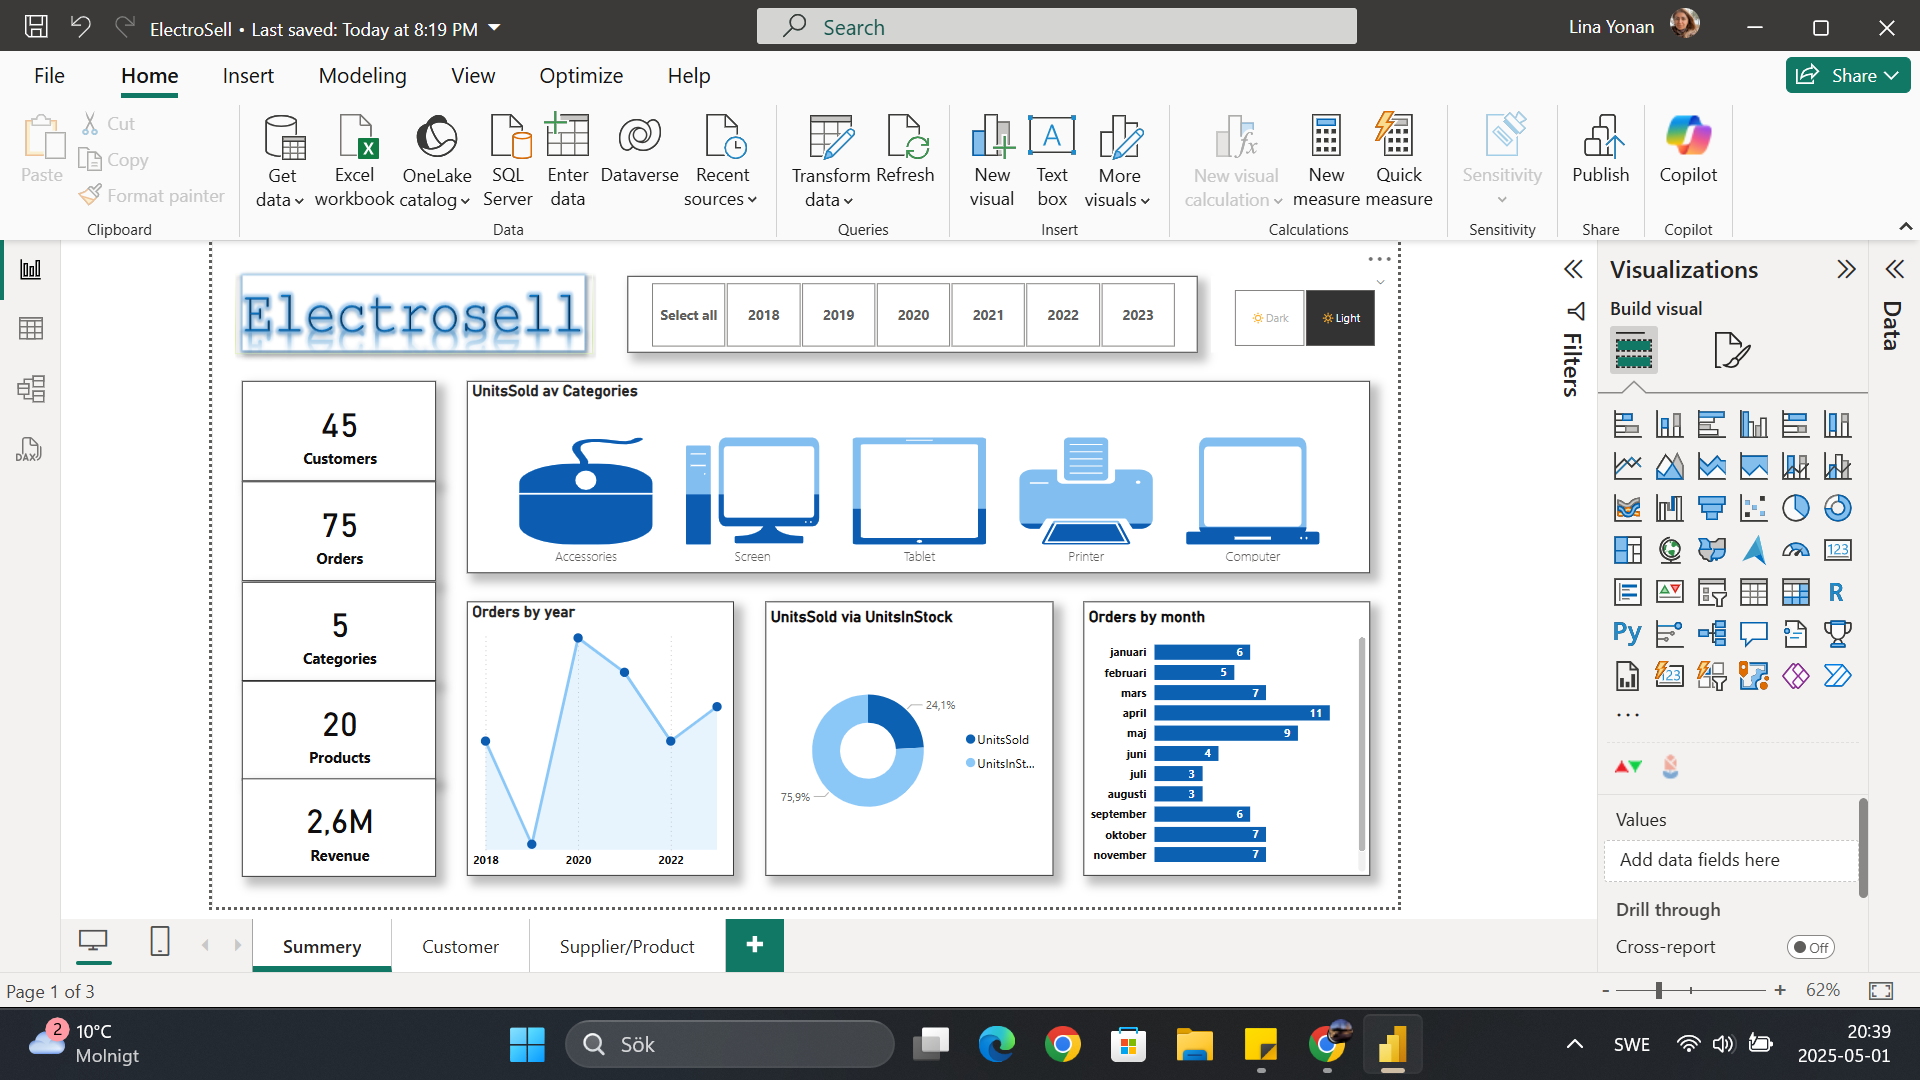 ElectroSell • Last saved: Today at 8:19 PM
Search
Lina Yonan
File
Home
Insert
Modeling
View
Optimize
Help
Share
Paste
Cut
Copy
Format painter
Clipboard
Get data
Excel workbook
OneLake catalog
SQL Server
Enter data
Dataverse
Recent sources
Data
Transform data
Refresh
Queries
New visual
Text box
More visuals
Insert
New visual calculation
New measure
Quick measure
Calculations
Sensitivity
Sensitivity
Publish
Share
Copilot
Copilot
DAX
Electrosell
Select all
2018
2019
2020
2021
2022
2023
Dark
Light
45
Customers
75
Orders
5
Categories
20
Products
2,6M
Revenue
UnitsSold av Categories
Accessories
Screen
Tablet
Printer
Computer
Orders by year
2018
2020
2022
UnitsSold via UnitsInStock
24,1%
75,9%
UnitsSold
UnitsInSt...
Orders by month
januari 6
februari 5
mars 7
april 11
maj 9
juni 4
juli 3
augusti 3
september 6
oktober 7
november 7
Filters
Visualizations
Build visual
123
R
Py
123
Values
Add data fields here
Drill through
Cross-report
Off
Data
Summery
Customer
Supplier/Product
+
Page 1 of 3
- + 62%
2
10°C
Molnigt
Sök
SWE
20:39
2025-05-01